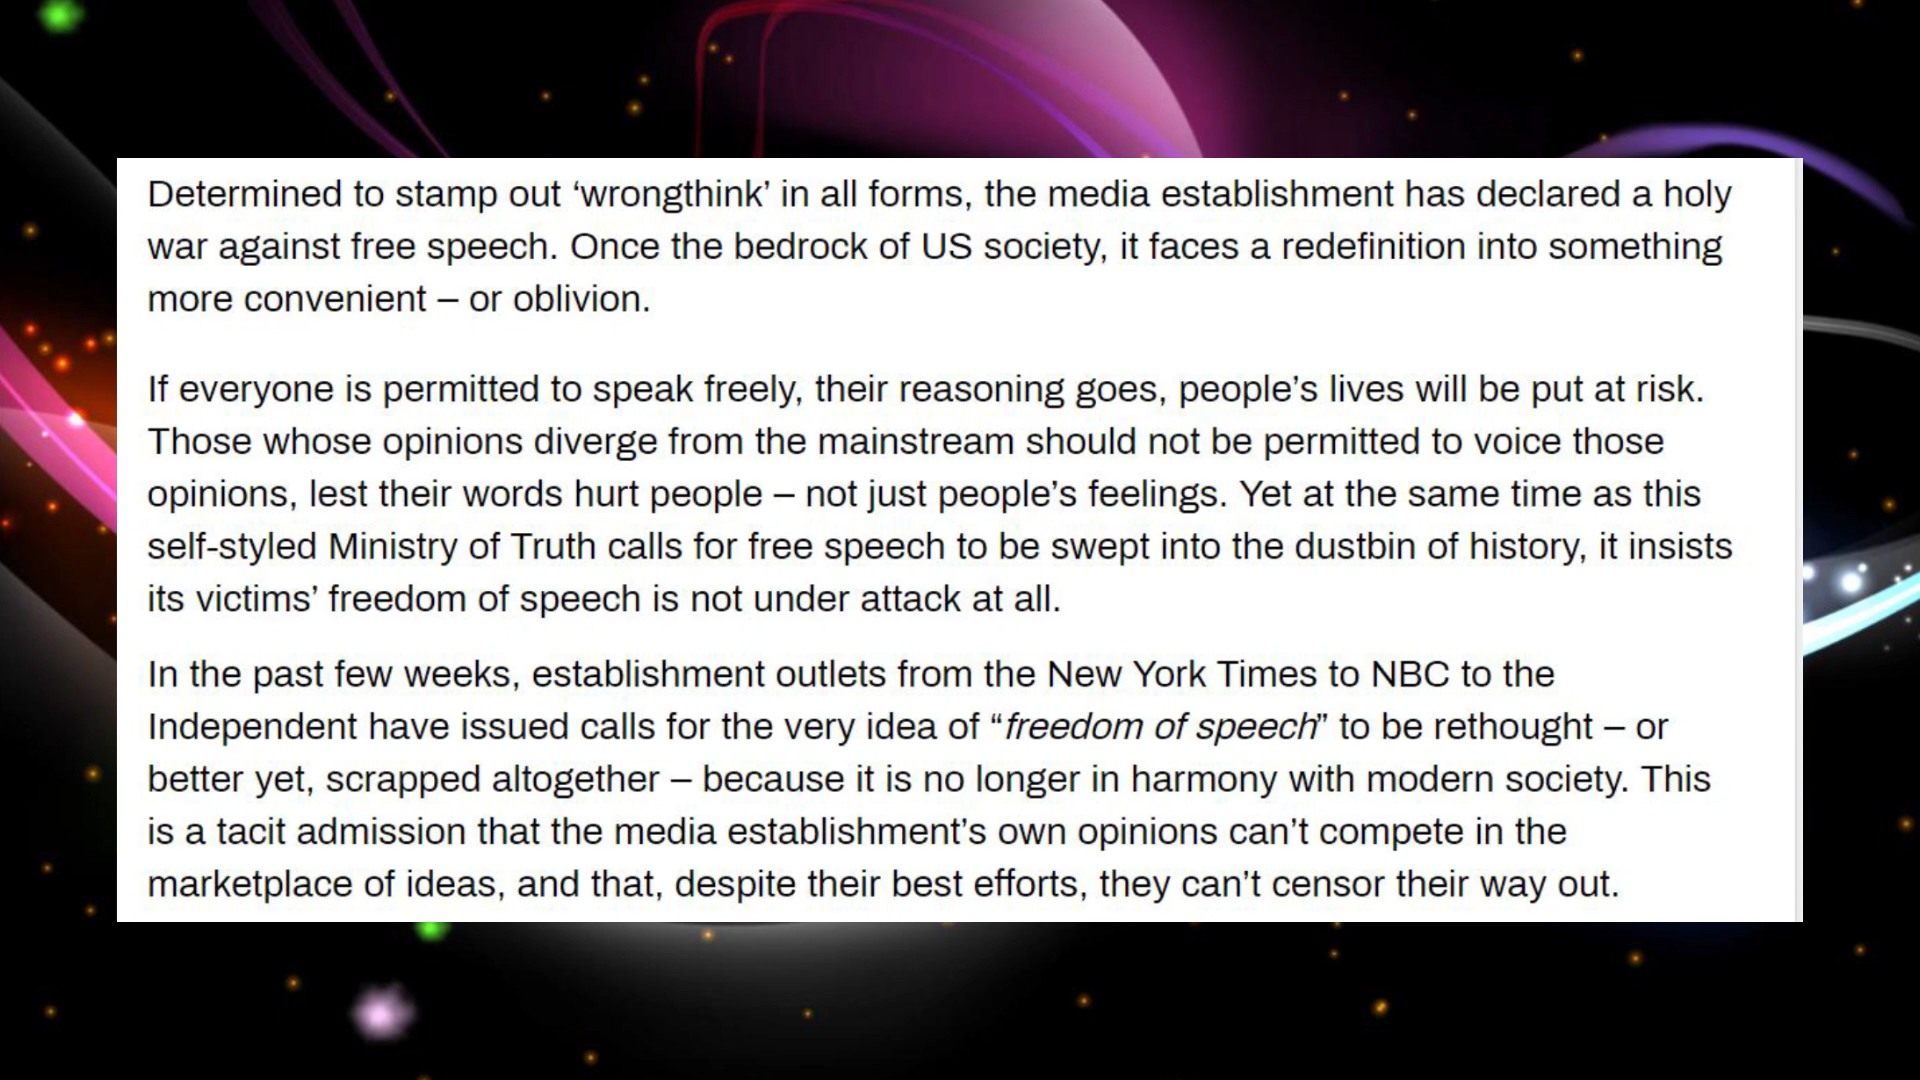 Determined to stamp out ‘wrongthink’ in all forms, the media establishment has declared a holy
war against free speech. Once the bedrock of US society, it faces a redefinition into something
more convenient – or oblivion.
If everyone is permitted to speak freely, their reasoning goes, people’s lives will be put at risk.
Those whose opinions diverge from the mainstream should not be permitted to voice those
opinions, lest their words hurt people – not just people’s feelings. Yet at the same time as this
self-styled Ministry of Truth calls for free speech to be swept into the dustbin of history, it insists
its victims’ freedom of speech is not under attack at all.
In the past few weeks, establishment outlets from the New York Times to NBC to the
Independent have issued calls for the very idea of “freedom of speech” to be rethought – or
better yet, scrapped altogether – because it is no longer in harmony with modern society. This
is a tacit admission that the media establishment’s own opinions can’t compete in the
marketplace of ideas, and that, despite their best efforts, they can’t censor their way out.